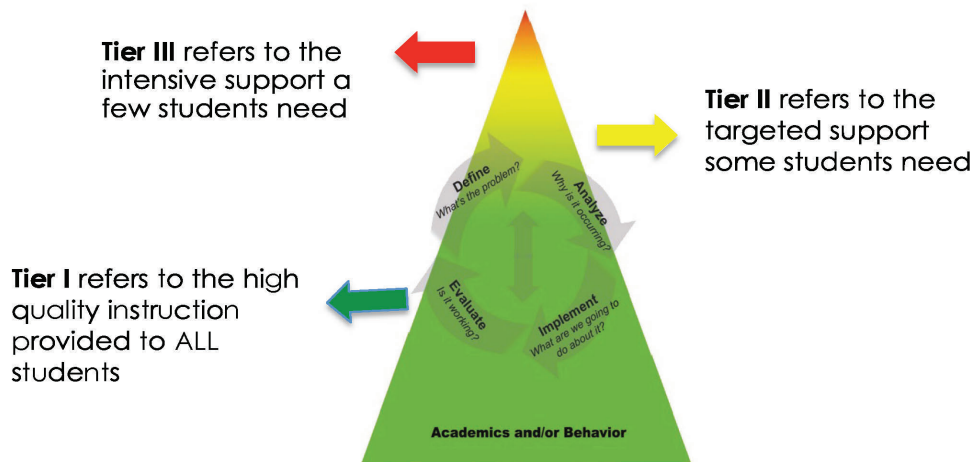 Tier III refers to the
intensive support a
few students need
Tier II refers to the
targeted support
some students need
Define
What's the problem?
Analyze
Why is it occurring?
Tier I refers to the high
quality instruction
provided to ALL
students
Evaluate
Is it working?
Implement
What are we going to
do about it?
Academics and/or Behavior